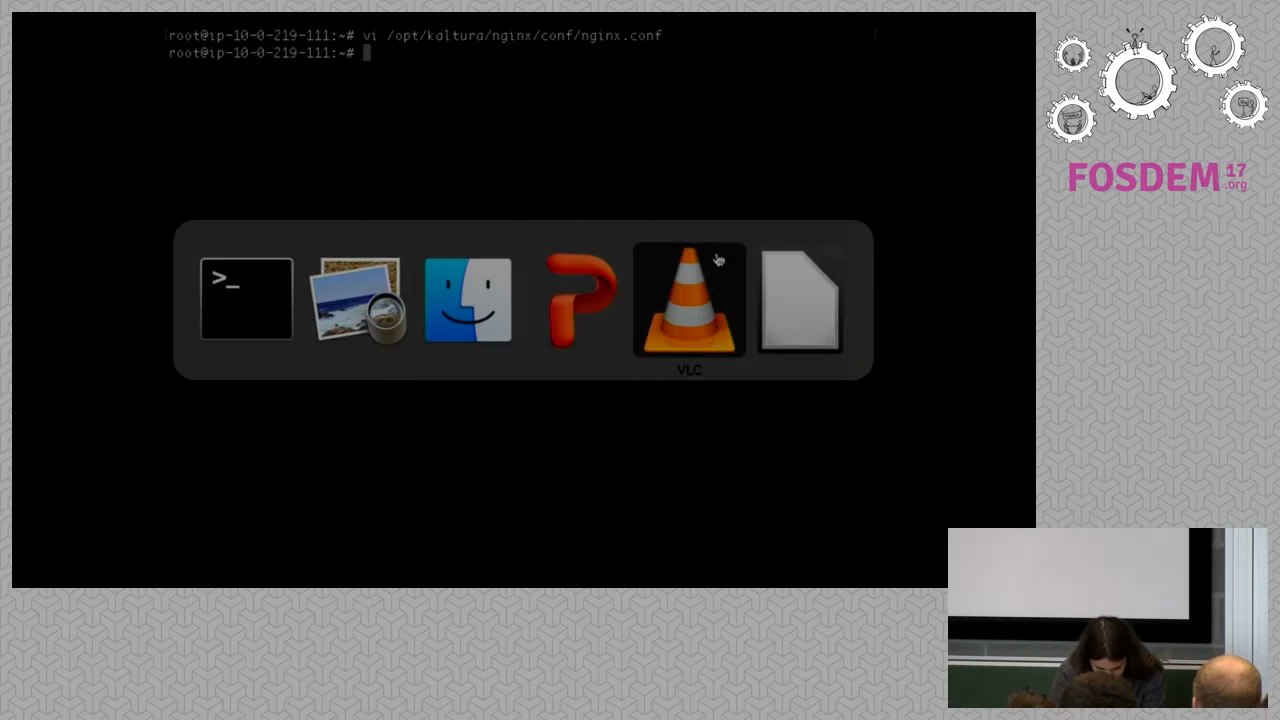 root@ip-10-0-219-111:~# vi /opt/kaltura/nginx/conf/nginx.conf
root@ip-10-0-219-111:~#
>_
VLC
FOSDEM 17
.org